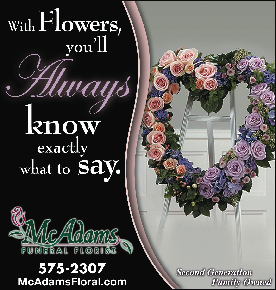 With Flowers,
you'll
Always
know
exactly
what to say.
McAdams
FUNERAL FLORIST
575-2307
McAdamsFloral.com
Second Generation
Family Owned